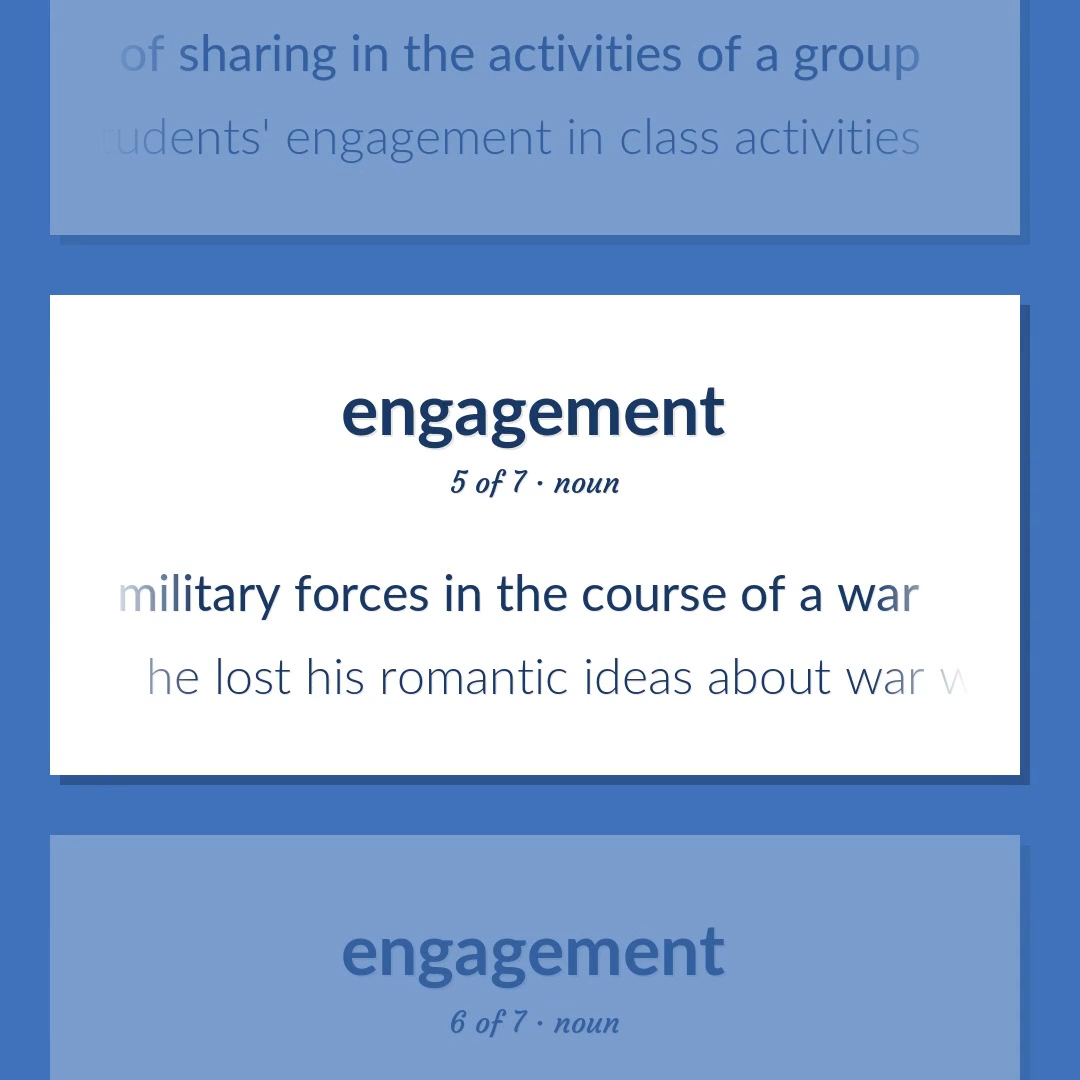 of sharing in the activities of a group
students' engagement in class activities
engagement
5 of 7 · noun
military forces in the course of a war
he lost his romantic ideas about war w
engagement
6 of 7 · noun